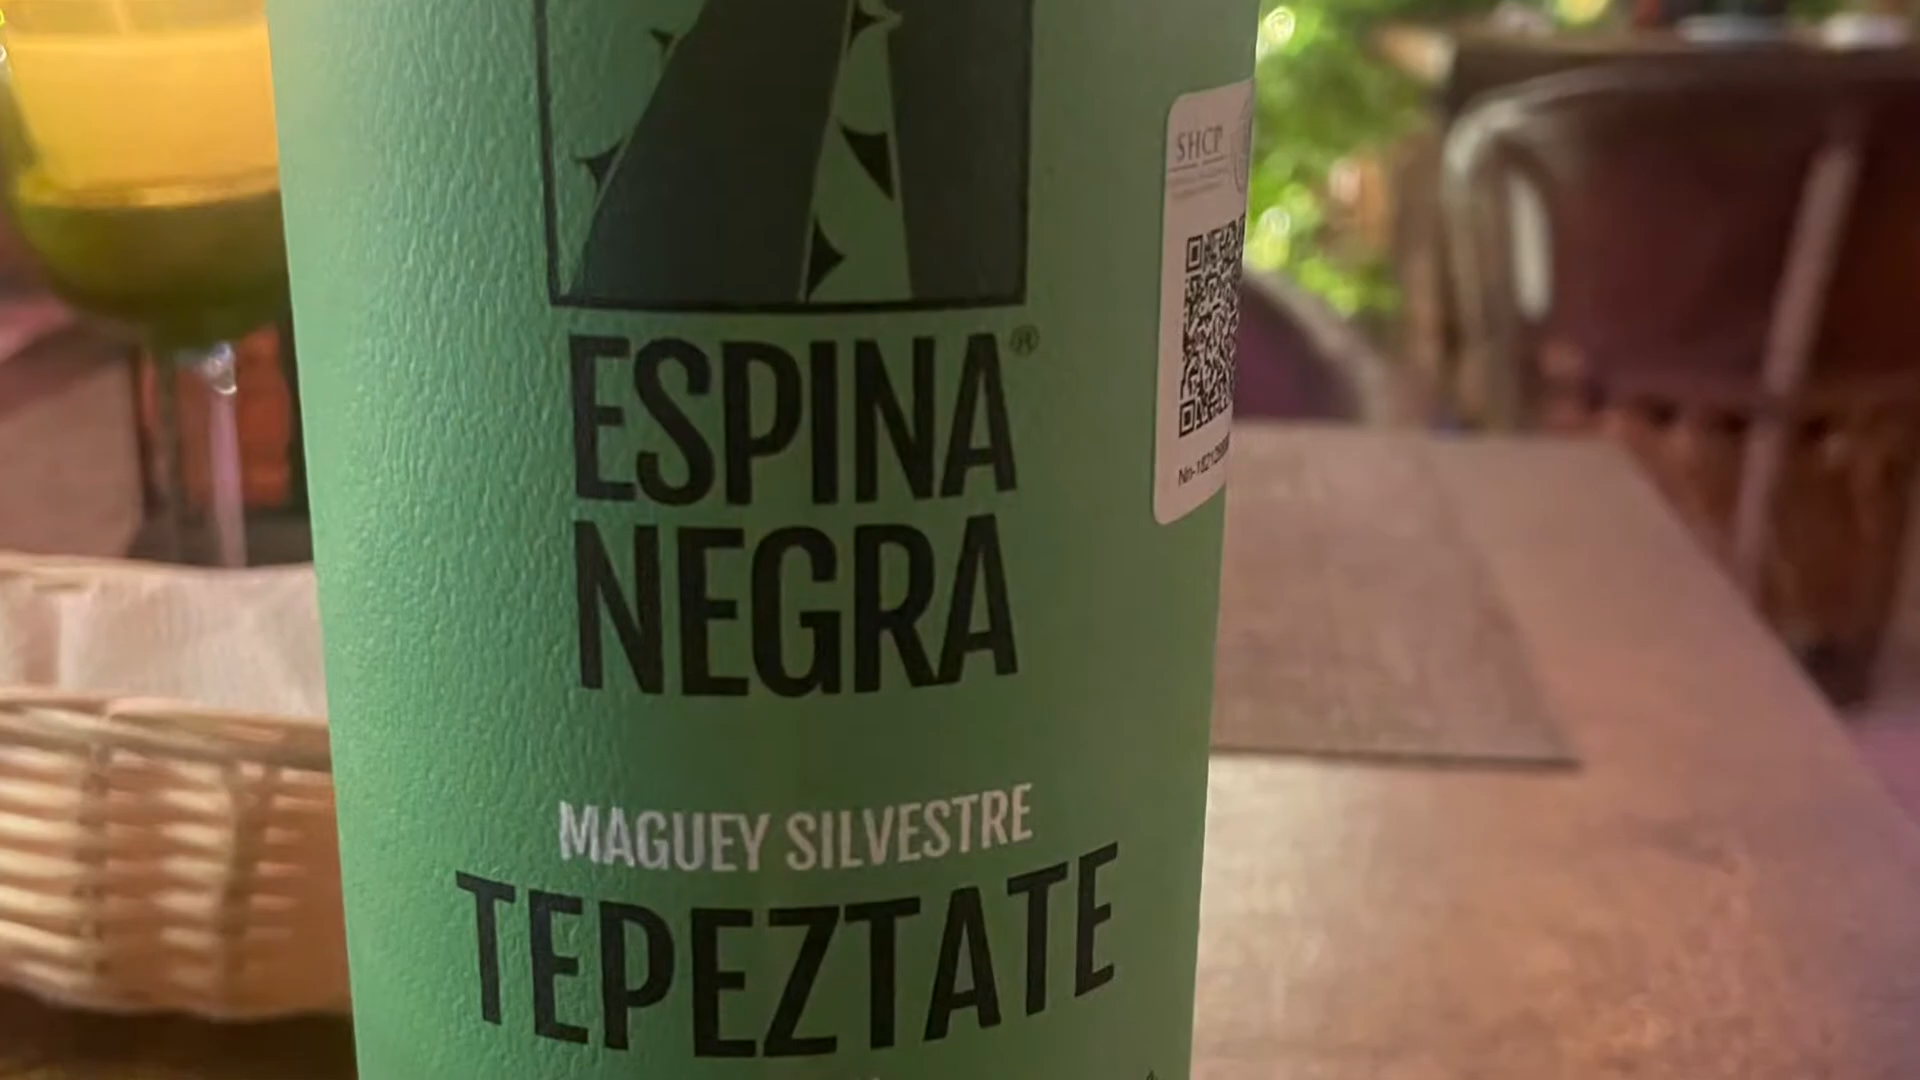 ESPINA®
NEGRA
MAGUEY SILVESTRE
TEPEZTATE
SHCP